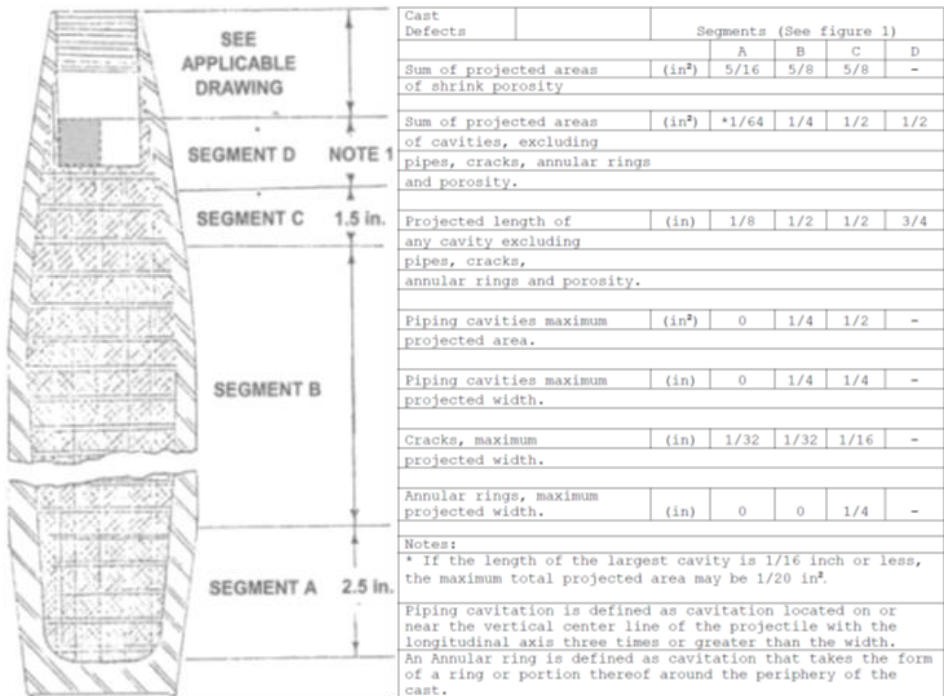 SEE
APPLICABLE
DRAWING
SEGMENT D NOTE 1
SEGMENT C 1.5 in.
SEGMENT B
SEGMENT A 2.5 in.
Cast
Defects Segments (See figure 1)
A B C D
Sum of projected areas (in²) 5/16 5/8 5/8 -
of shrink porosity
Sum of projected areas (in²) *1/64 1/4 1/2 1/2
of cavities, excluding
pipes, cracks, annular rings
and porosity.
Projected length of (in) 1/8 1/2 1/2 3/4
any cavity excluding
pipes, cracks,
annular rings and porosity.
Piping cavities maximum (in²) 0 1/4 1/2 -
projected area.
Piping cavities maximum (in) 0 1/4 1/4 -
projected width.
Cracks, maximum (in) 1/32 1/32 1/16 -
projected width.
Annular rings, maximum
projected width. (in) 0 0 1/4 -
Notes:
* If the length of the largest cavity is 1/16 inch or less,
the maximum total projected area may be 1/20 in².
Piping cavitation is defined as cavitation located on or
near the vertical center line of the projectile with the
longitudinal axis three times or greater than the width.
An Annular ring is defined as cavitation that takes the form
of a ring or portion thereof around the periphery of the
cast.